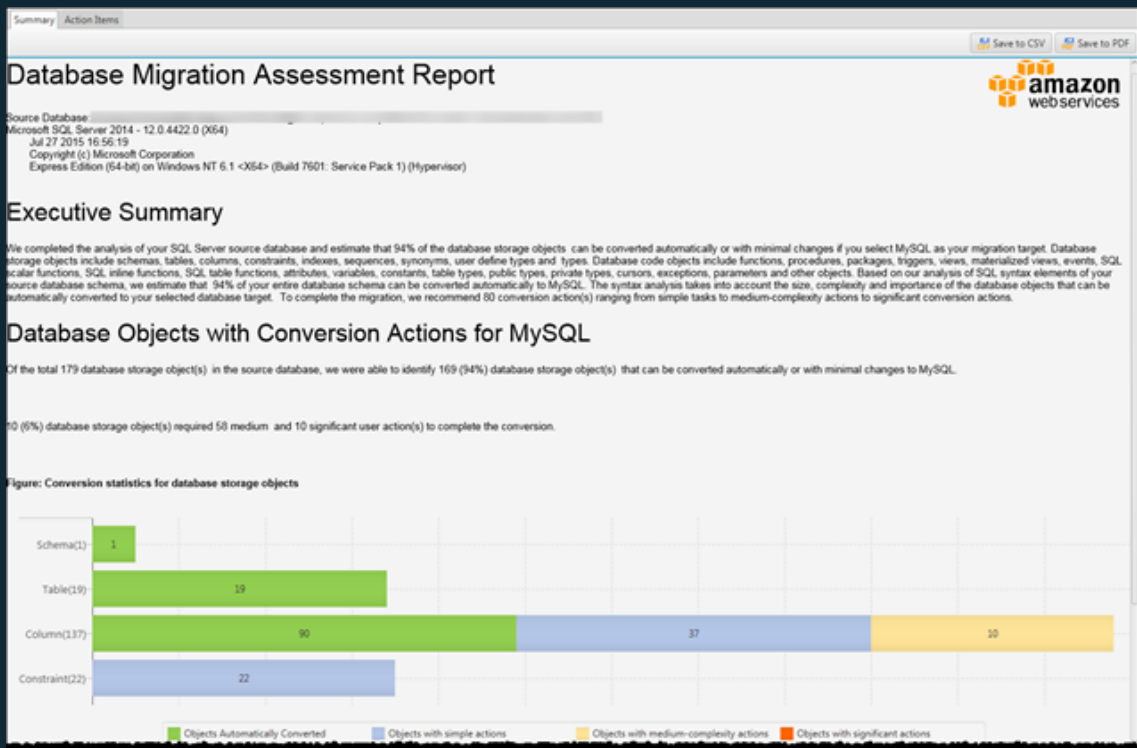 Summary Action Items
Save to CSV Save to PDF
Database Migration Assessment Report
amazon
webservices
Source Database:
Microsoft SQL Server 2014 - 12.0.4422.0 (X64)
Jul 27 2015 16:56:19
Copyright (c) Microsoft Corporation
Express Edition (64-bit) on Windows NT 6.1 <X64> (Build 7601: Service Pack 1) (Hypervisor)
Executive Summary
We completed the analysis of your SQL Server source database and estimate that 94% of the database storage objects can be converted automatically or with minimal changes if you select MySQL as your migration target. Database
storage objects include schemas, tables, columns, constraints, indexes, sequences, synonyms, user define types and types. Database code objects include functions, procedures, packages, triggers, views, materialized views, events, SQL
scalar functions, SQL inline functions, SQL table functions, attributes, variables, constants, table types, public types, private types, cursors, exceptions, parameters and other objects. Based on our analysis of SQL syntax elements of your
source database schema, we estimate that 94% of your entire database schema can be converted automatically to MySQL. The syntax analysis takes into account the size, complexity and importance of the database objects that can be
automatically converted to your selected database target. To complete the migration, we recommend 80 conversion action(s) ranging from simple tasks to medium-complexity actions to significant conversion actions.
Database Objects with Conversion Actions for MySQL
Of the total 179 database storage object(s) in the source database, we were able to identify 169 (94%) database storage object(s) that can be converted automatically or with minimal changes to MySQL.
10 (6%) database storage object(s) required 58 medium and 10 significant user action(s) to complete the conversion.
Figure: Conversion statistics for database storage objects
Schema(1) 1
Table(19) 19
Column(137) 90 37 10
Constraint(22) 22
Objects Automatically Converted Objects with simple actions Objects with medium-complexity actions Objects with significant actions